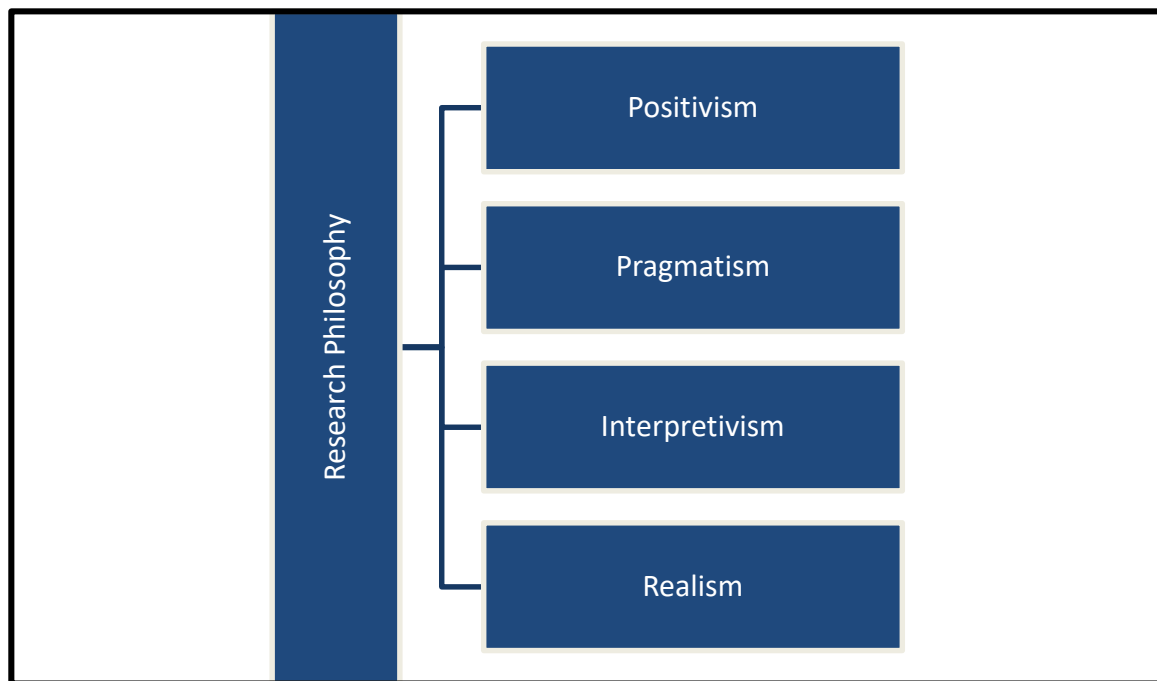 Research Philosophy
Positivism
Pragmatism
Interpretivism
Realism